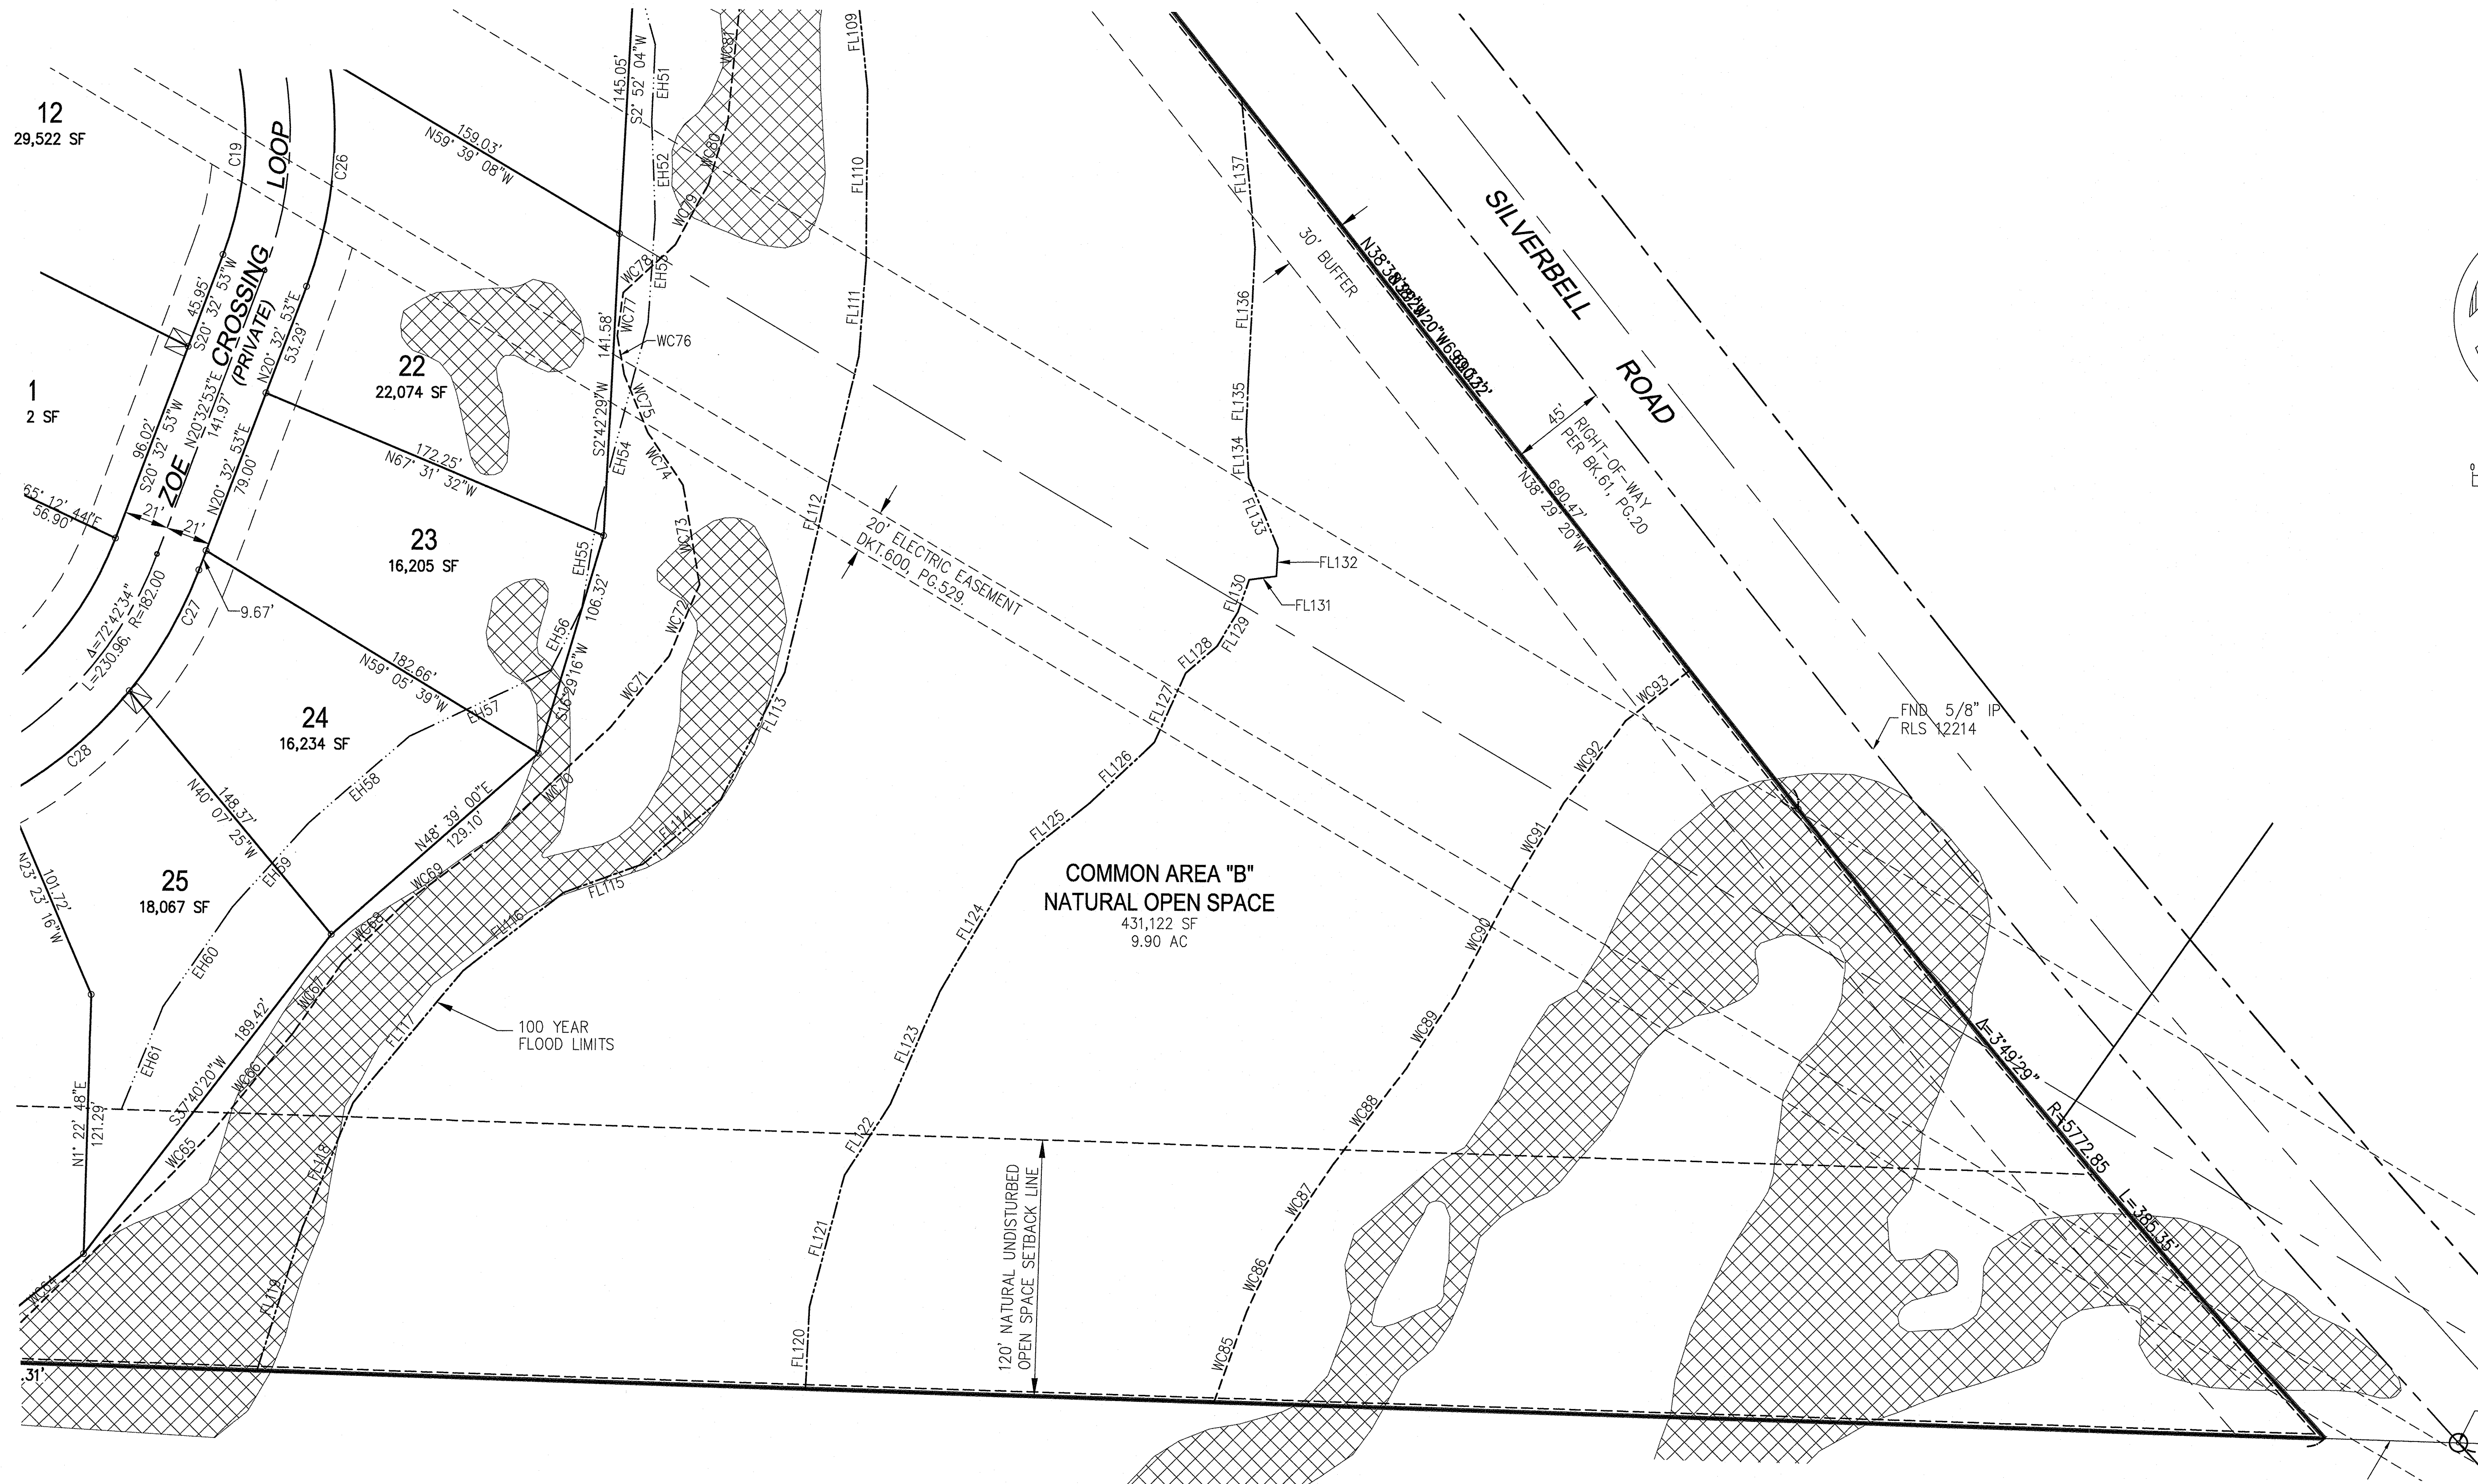 12
29,522 SF
1
2 SF
C19
LOOP
C26
159.03'
N59° 39' 08"W
145.05'
S2° 52' 04"W
EH51
EH52
EH53
WC81
WC80
WC79
WC78
WC77
WC76
WC75
WC74
WC73
WC72
WC71
WC70
WC69
WC68
WC67
WC66
WC65
WC64
FL109
FL110
FL111
FL112
FL113
FL114
FL115
FL116
FL117
FL118
FL119
45.95'
S20° 32' 53"W
ZOE CROSSING
(PRIVATE)
N20°32'53"E
141.97'
N20° 32' 53"E
53.29'
96.02'
S20° 32' 53"W
N20° 32' 53"E
79.00'
21'
21'
65° 12' 44"E
56.90'
22
22,074 SF
141.58'
S2°42'29"W
EH54
172.25'
N67° 31' 32"W
23
16,205 SF
EH55
106.32'
EH56
S16°29'16"W
Δ=72°42'34"
L=230.96, R=182.00
C27
9.67'
182.66'
N59° 05' 39"W
EH57
24
16,234 SF
C28
EH58
148.37'
N40° 07' 25"W
N48° 39' 00"E
129.10'
EH59
25
18,067 SF
101.72'
N23° 23' 16"W
EH60
EH61
189.42'
S37°40'20"W
N1° 22' 48"E
121.29'
.31'
100 YEAR
FLOOD LIMITS
20' ELECTRIC EASEMENT
DKT.600, PG.529.
COMMON AREA "B"
NATURAL OPEN SPACE
431,122 SF
9.90 AC
120' NATURAL UNDISTURBED
OPEN SPACE SETBACK LINE
FL137
FL136
FL135
FL134
FL133
FL132
FL131
FL130
FL129
FL128
FL127
FL126
FL125
FL124
FL123
FL122
FL121
FL120
WC93
WC92
WC91
WC90
WC89
WC88
WC87
WC86
WC85
30' BUFFER
SILVERBELL
ROAD
45'
RIGHT-OF-WAY
PER BK.61, PG.20
690.47'
N38° 29' 20"W
FND 5/8" IP
RLS 12214
Δ=3°49'29"
R=5772.85
L=385.35'